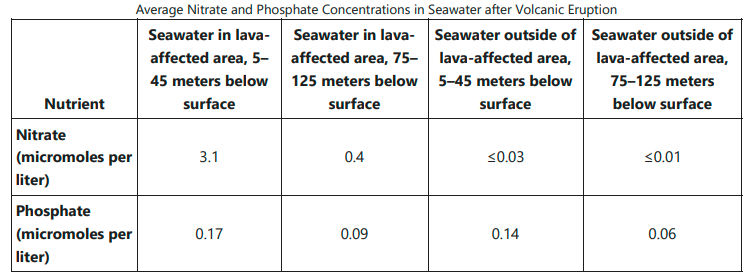 Average Nitrate and Phosphate Concentrations in Seawater after Volcanic Eruption
Nutrient
Seawater in lava-
affected area, 5–
45 meters below
surface
Seawater in lava-
affected area, 75–
125 meters below
surface
Seawater outside of
lava-affected area,
5–45 meters below
surface
Seawater outside of
lava-affected area,
75–125 meters
below surface
Nitrate
(micromoles per
liter)
3.1
0.4
≤0.03
≤0.01
Phosphate
(micromoles per
liter)
0.17
0.09
0.14
0.06